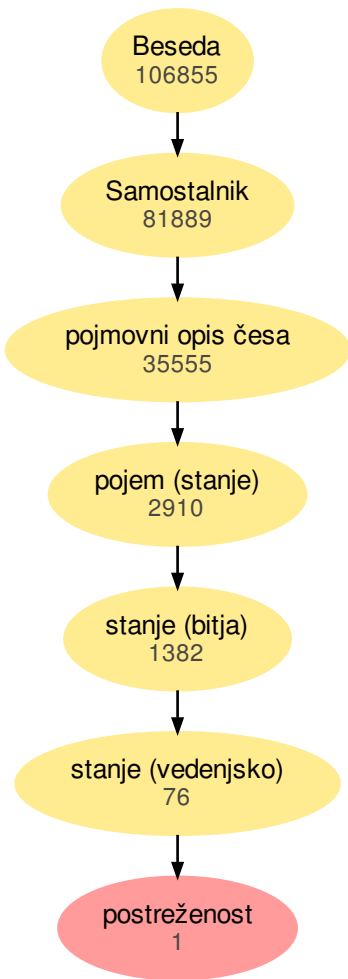 Beseda
106855
Samostalnik
81889
pojmovni opis česa
35555
pojem (stanje)
2910
stanje (bitja)
1382
stanje (vedenjsko)
76
postreženost
1